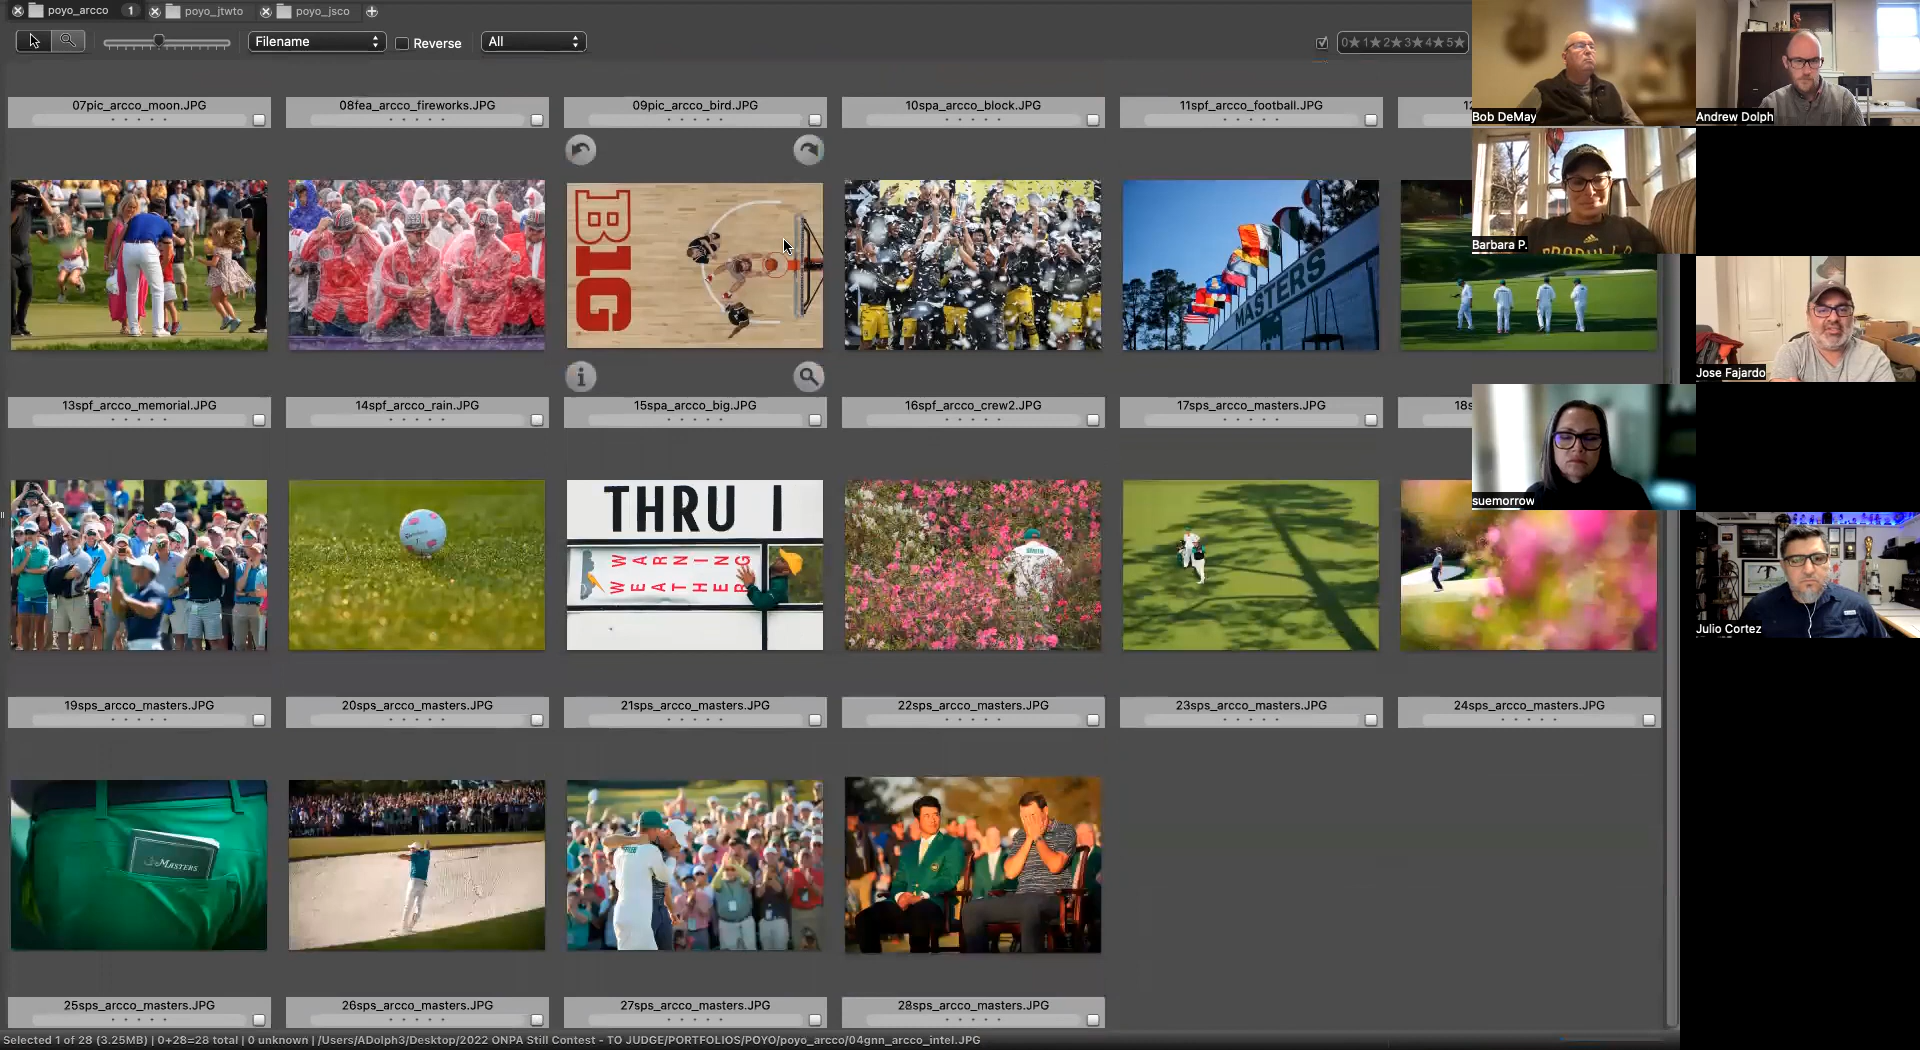 poyo_arcco 1 poyo_jtwto poyo_jsco
Filename Reverse All 0★1★2★3★4★5★
07pic_arcco_moon.JPG 08fea_arcco_fireworks.JPG 09pic_arcco_bird.JPG 10spa_arcco_block.JPG 11spf_arcco_football.JPG 12
Bob DeMay Andrew Dolph
BIG
MASTERS
Barbara P.
Jose Fajardo
13spf_arcco_memorial.JPG 14spf_arcco_rain.JPG 15spa_arcco_big.JPG 16spf_arcco_crew2.JPG 17sps_arcco_masters.JPG 18s
suemorrow
THRU 1
WARNING
WEATHER
Julio Cortez
19sps_arcco_masters.JPG 20sps_arcco_masters.JPG 21sps_arcco_masters.JPG 22sps_arcco_masters.JPG 23sps_arcco_masters.JPG 24sps_arcco_masters.JPG
MASTERS
25sps_arcco_masters.JPG 26sps_arcco_masters.JPG 27sps_arcco_masters.JPG 28sps_arcco_masters.JPG
Selected 1 of 28 (3.25MB) | 0+28=28 total | 0 unknown | /Users/ADolph3/Desktop/2022 ONPA Still Contest - TO JUDGE/PORTFOLIOS/POYO/poyo_arcco/04gnn_arcco_intel.JPG